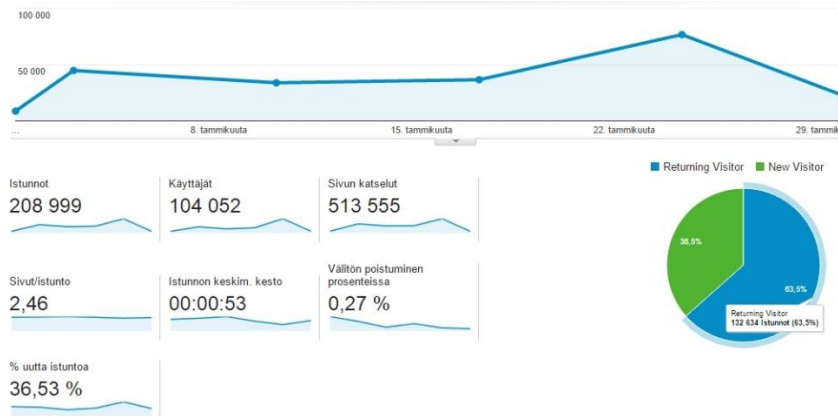 100 000
50 000
...
8. tammikuuta
15. tammikuuta
22. tammikuuta
29. tammik
Returning Visitor
New Visitor
Istunnot
208 999
Käyttäjät
104 052
Sivun katselut
513 555
36,5%
63,5%
Returning Visitor
132 634 Istunnot (63,5%)
Sivut/istunto
2,46
Istunnon keskim. kesto
00:00:53
Välitön poistuminen
prosenteissa
0,27 %
% uutta istuntoa
36,53 %